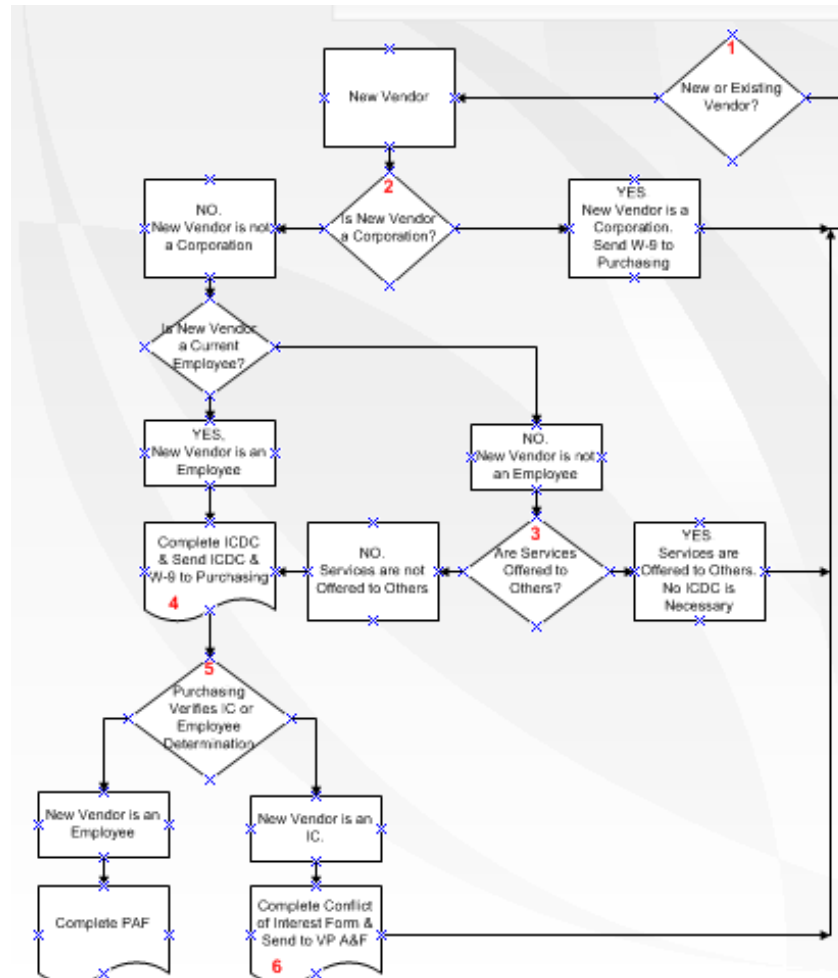 1
New or Existing
Vendor?
New Vendor
2
Is New Vendor
a Corporation?
NO.
New Vendor is not
a Corporation
YES.
New Vendor is a
Corporation.
Send W-9 to
Purchasing
Is New Vendor
a Current
Employee?
YES,
New Vendor is an
Employee
NO.
New Vendor is not
an Employee
3
Are Services
Offered to
Others?
NO.
Services are not
Offered to Others
YES.
Services are
Offered to Others.
No ICDC is
Necessary
Complete ICDC
& Send ICDC &
W-9 to Purchasing
4
5
Purchasing
Verifies IC or
Employee
Determination
New Vendor is an
Employee
New Vendor is an
IC.
Complete PAF
Complete Conflict
of Interest Form &
Send to VP A&F
6